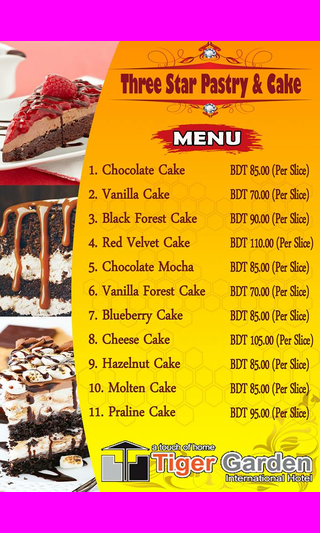 Three Star Pastry & Cake
MENU
1. Chocolate Cake BDT 85.00 (Per Slice)
2. Vanilla Cake BDT 70.00 (Per Slice)
3. Black Forest Cake BDT 90.00 (Per Slice)
4. Red Velvet Cake BDT 110.00 (Per Slice)
5. Chocolate Mocha BDT 85.00 (Per Slice)
6. Vanilla Forest Cake BDT 70.00 (Per Slice)
7. Blueberry Cake BDT 85.00 (Per Slice)
8. Cheese Cake BDT 105.00 (Per Slice)
9. Hazelnut Cake BDT 85.00 (Per Slice)
10. Molten Cake BDT 85.00 (Per Slice)
11. Praline Cake BDT 95.00 (Per Slice)
a touch of home
Tiger Garden
International Hotel